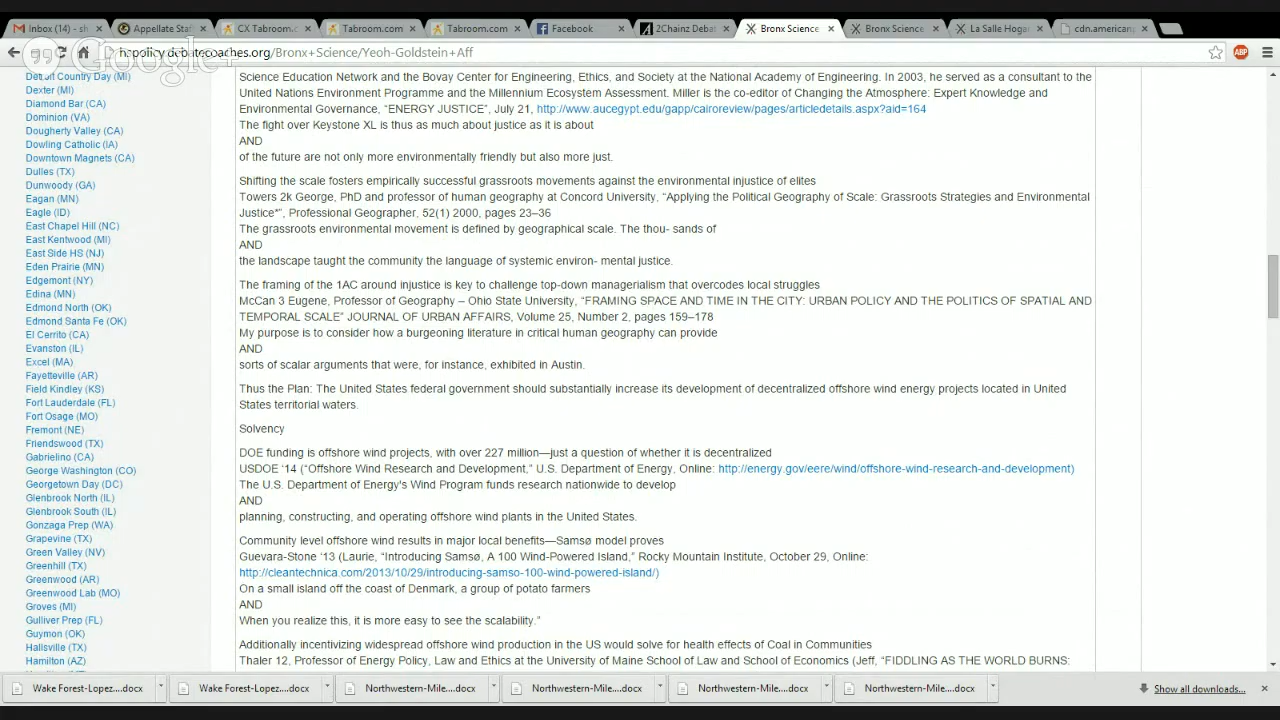 Inbox (14) - sh
Appellate Staf
CX Tabroom.co
Tabroom.com
Tabroom.com
Facebook
2Chainz Debat
Bronx Science
Bronx Science
La Salle Hogan
cdn.american
hspolicy.debatecoaches.org/Bronx+Science/Yeoh-Goldstein+Aff
Google+
Detroit Country Day (MI)
Dexter (MI)
Diamond Bar (CA)
Dominion (VA)
Dougherty Valley (CA)
Dowling Catholic (IA)
Downtown Magnets (CA)
Dulles (TX)
Dunwoody (GA)
Eagan (MN)
Eagle (ID)
East Chapel Hill (NC)
East Kentwood (MI)
East Side HS (NJ)
Eden Prairie (MN)
Edgemont (NY)
Edina (MN)
Edmond North (OK)
Edmond Santa Fe (OK)
El Cerrito (CA)
Evanston (IL)
Excel (MA)
Fayetteville (AR)
Field Kindley (KS)
Fort Lauderdale (FL)
Fort Osage (MO)
Fremont (NE)
Friendswood (TX)
Gabrielino (CA)
George Washington (CO)
Georgetown Day (DC)
Glenbrook North (IL)
Glenbrook South (IL)
Gonzaga Prep (WA)
Grapevine (TX)
Green Valley (NV)
Greenhill (TX)
Greenwood (AR)
Greenwood Lab (MO)
Groves (MI)
Gulliver Prep (FL)
Guymon (OK)
Hallsville (TX)
Hamilton (AZ)
Science Education Network and the Bovay Center for Engineering, Ethics, and Society at the National Academy of Engineering. In 2003, he served as a consultant to the
United Nations Environment Programme and the Millennium Ecosystem Assessment. Miller is the co-editor of Changing the Atmosphere: Expert Knowledge and
Environmental Governance, “ENERGY JUSTICE”, July 21, http://www.aucegypt.edu/gapp/cairoreview/pages/articledetails.aspx?aid=164
The fight over Keystone XL is thus as much about justice as it is about
AND
of the future are not only more environmentally friendly but also more just.
Shifting the scale fosters empirically successful grassroots movements against the environmental injustice of elites
Towers 2k George, PhD and professor of human geography at Concord University, “Applying the Political Geography of Scale: Grassroots Strategies and Environmental
Justice*”, Professional Geographer, 52(1) 2000, pages 23–36
The grassroots environmental movement is defined by geographical scale. The thou- sands of
AND
the landscape taught the community the language of systemic environ- mental justice.
The framing of the 1AC around injustice is key to challenge top-down managerialism that overcodes local struggles
McCan 3 Eugene, Professor of Geography – Ohio State University, “FRAMING SPACE AND TIME IN THE CITY: URBAN POLICY AND THE POLITICS OF SPATIAL AND
TEMPORAL SCALE” JOURNAL OF URBAN AFFAIRS, Volume 25, Number 2, pages 159–178
My purpose is to consider how a burgeoning literature in critical human geography can provide
AND
sorts of scalar arguments that were, for instance, exhibited in Austin.
Thus the Plan: The United States federal government should substantially increase its development of decentralized offshore wind energy projects located in United
States territorial waters.
Solvency
DOE funding is offshore wind projects, with over 227 million—just a question of whether it is decentralized
USDOE ‘14 (“Offshore Wind Research and Development,” U.S. Department of Energy, Online: http://energy.gov/eere/wind/offshore-wind-research-and-development)
The U.S. Department of Energy's Wind Program funds research nationwide to develop
AND
planning, constructing, and operating offshore wind plants in the United States.
Community level offshore wind results in major local benefits—Samsø model proves
Guevara-Stone ‘13 (Laurie, “Introducing Samsø, A 100 Wind-Powered Island,” Rocky Mountain Institute, October 29, Online:
http://cleantechnica.com/2013/10/29/introducing-samso-100-wind-powered-island/)
On a small island off the coast of Denmark, a group of potato farmers
AND
When you realize this, it is more easy to see the scalability.”
Additionally incentivizing widespread offshore wind production in the US would solve for health effects of Coal in Communities
Thaler 12, Professor of Energy Policy, Law and Ethics at the University of Maine School of Law and School of Economics (Jeff, “FIDDLING AS THE WORLD BURNS:
Wake Forest-Lopez....docx
Wake Forest-Lopez....docx
Northwestern-Mile....docx
Northwestern-Mile....docx
Northwestern-Mile....docx
Northwestern-Mile....docx
Show all downloads...